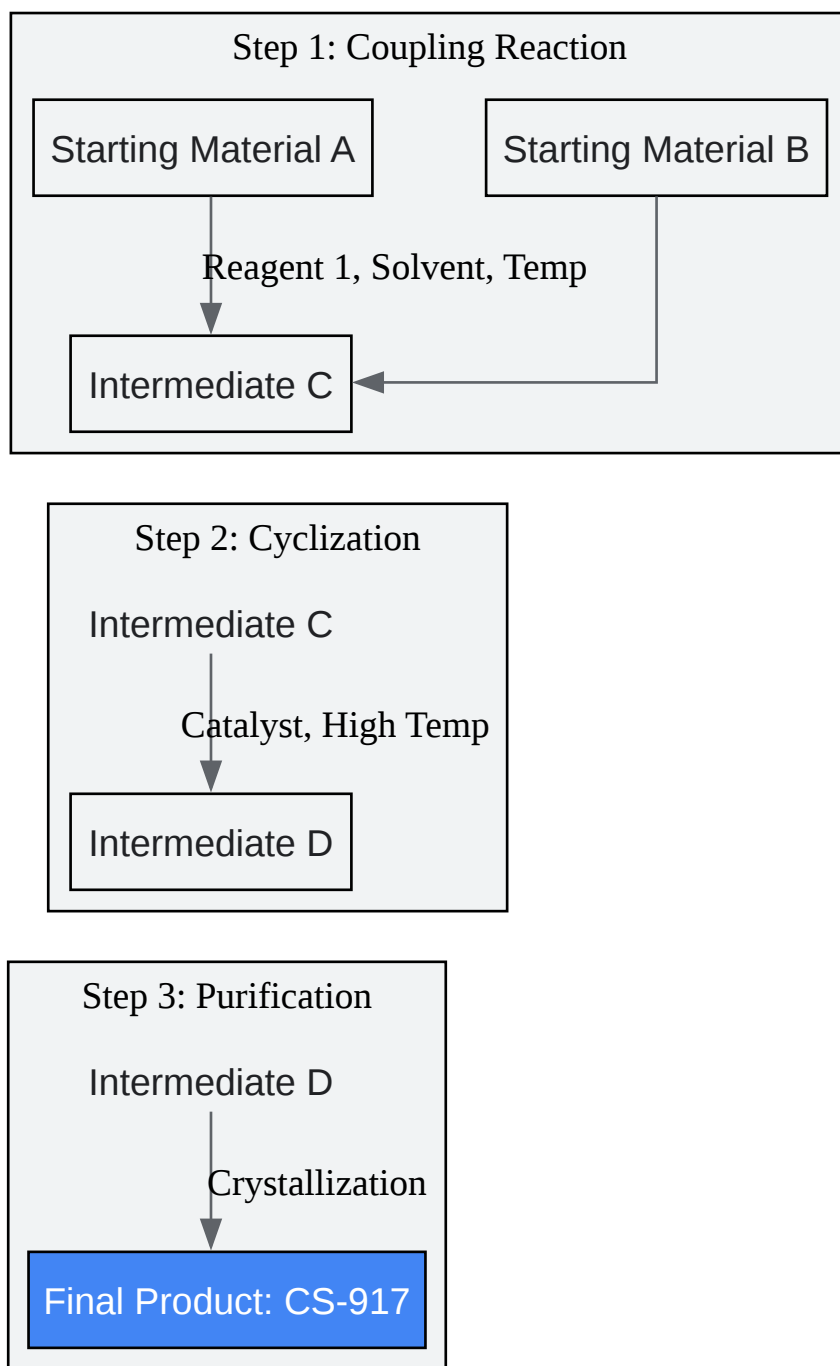 Step 1: Coupling Reaction
Starting Material A
Starting Material B
Reagent 1, Solvent, Temp
Intermediate C
Step 2: Cyclization
Intermediate C
Catalyst, High Temp
Intermediate D
Step 3: Purification
Intermediate D
Crystallization
Final Product: CS-917